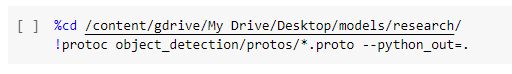 [ ] %cd /content/gdrive/My Drive/Desktop/models/research/
!protoc object_detection/protos/*.proto --python_out=.